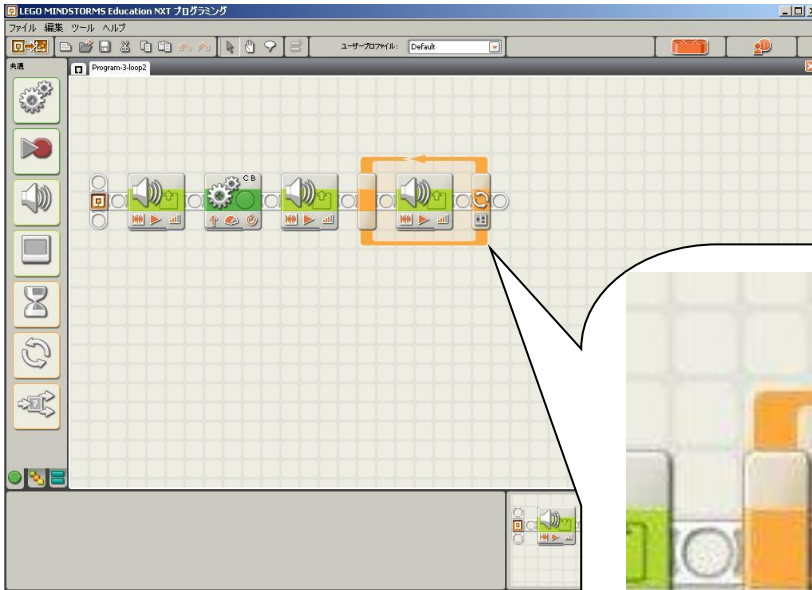 LEGO MINDSTORMS Education NXT プログラミング
ファイル 編集 ツール ヘルプ
ユーザープロファイル: Default
共通
Program-3-loop2
C B